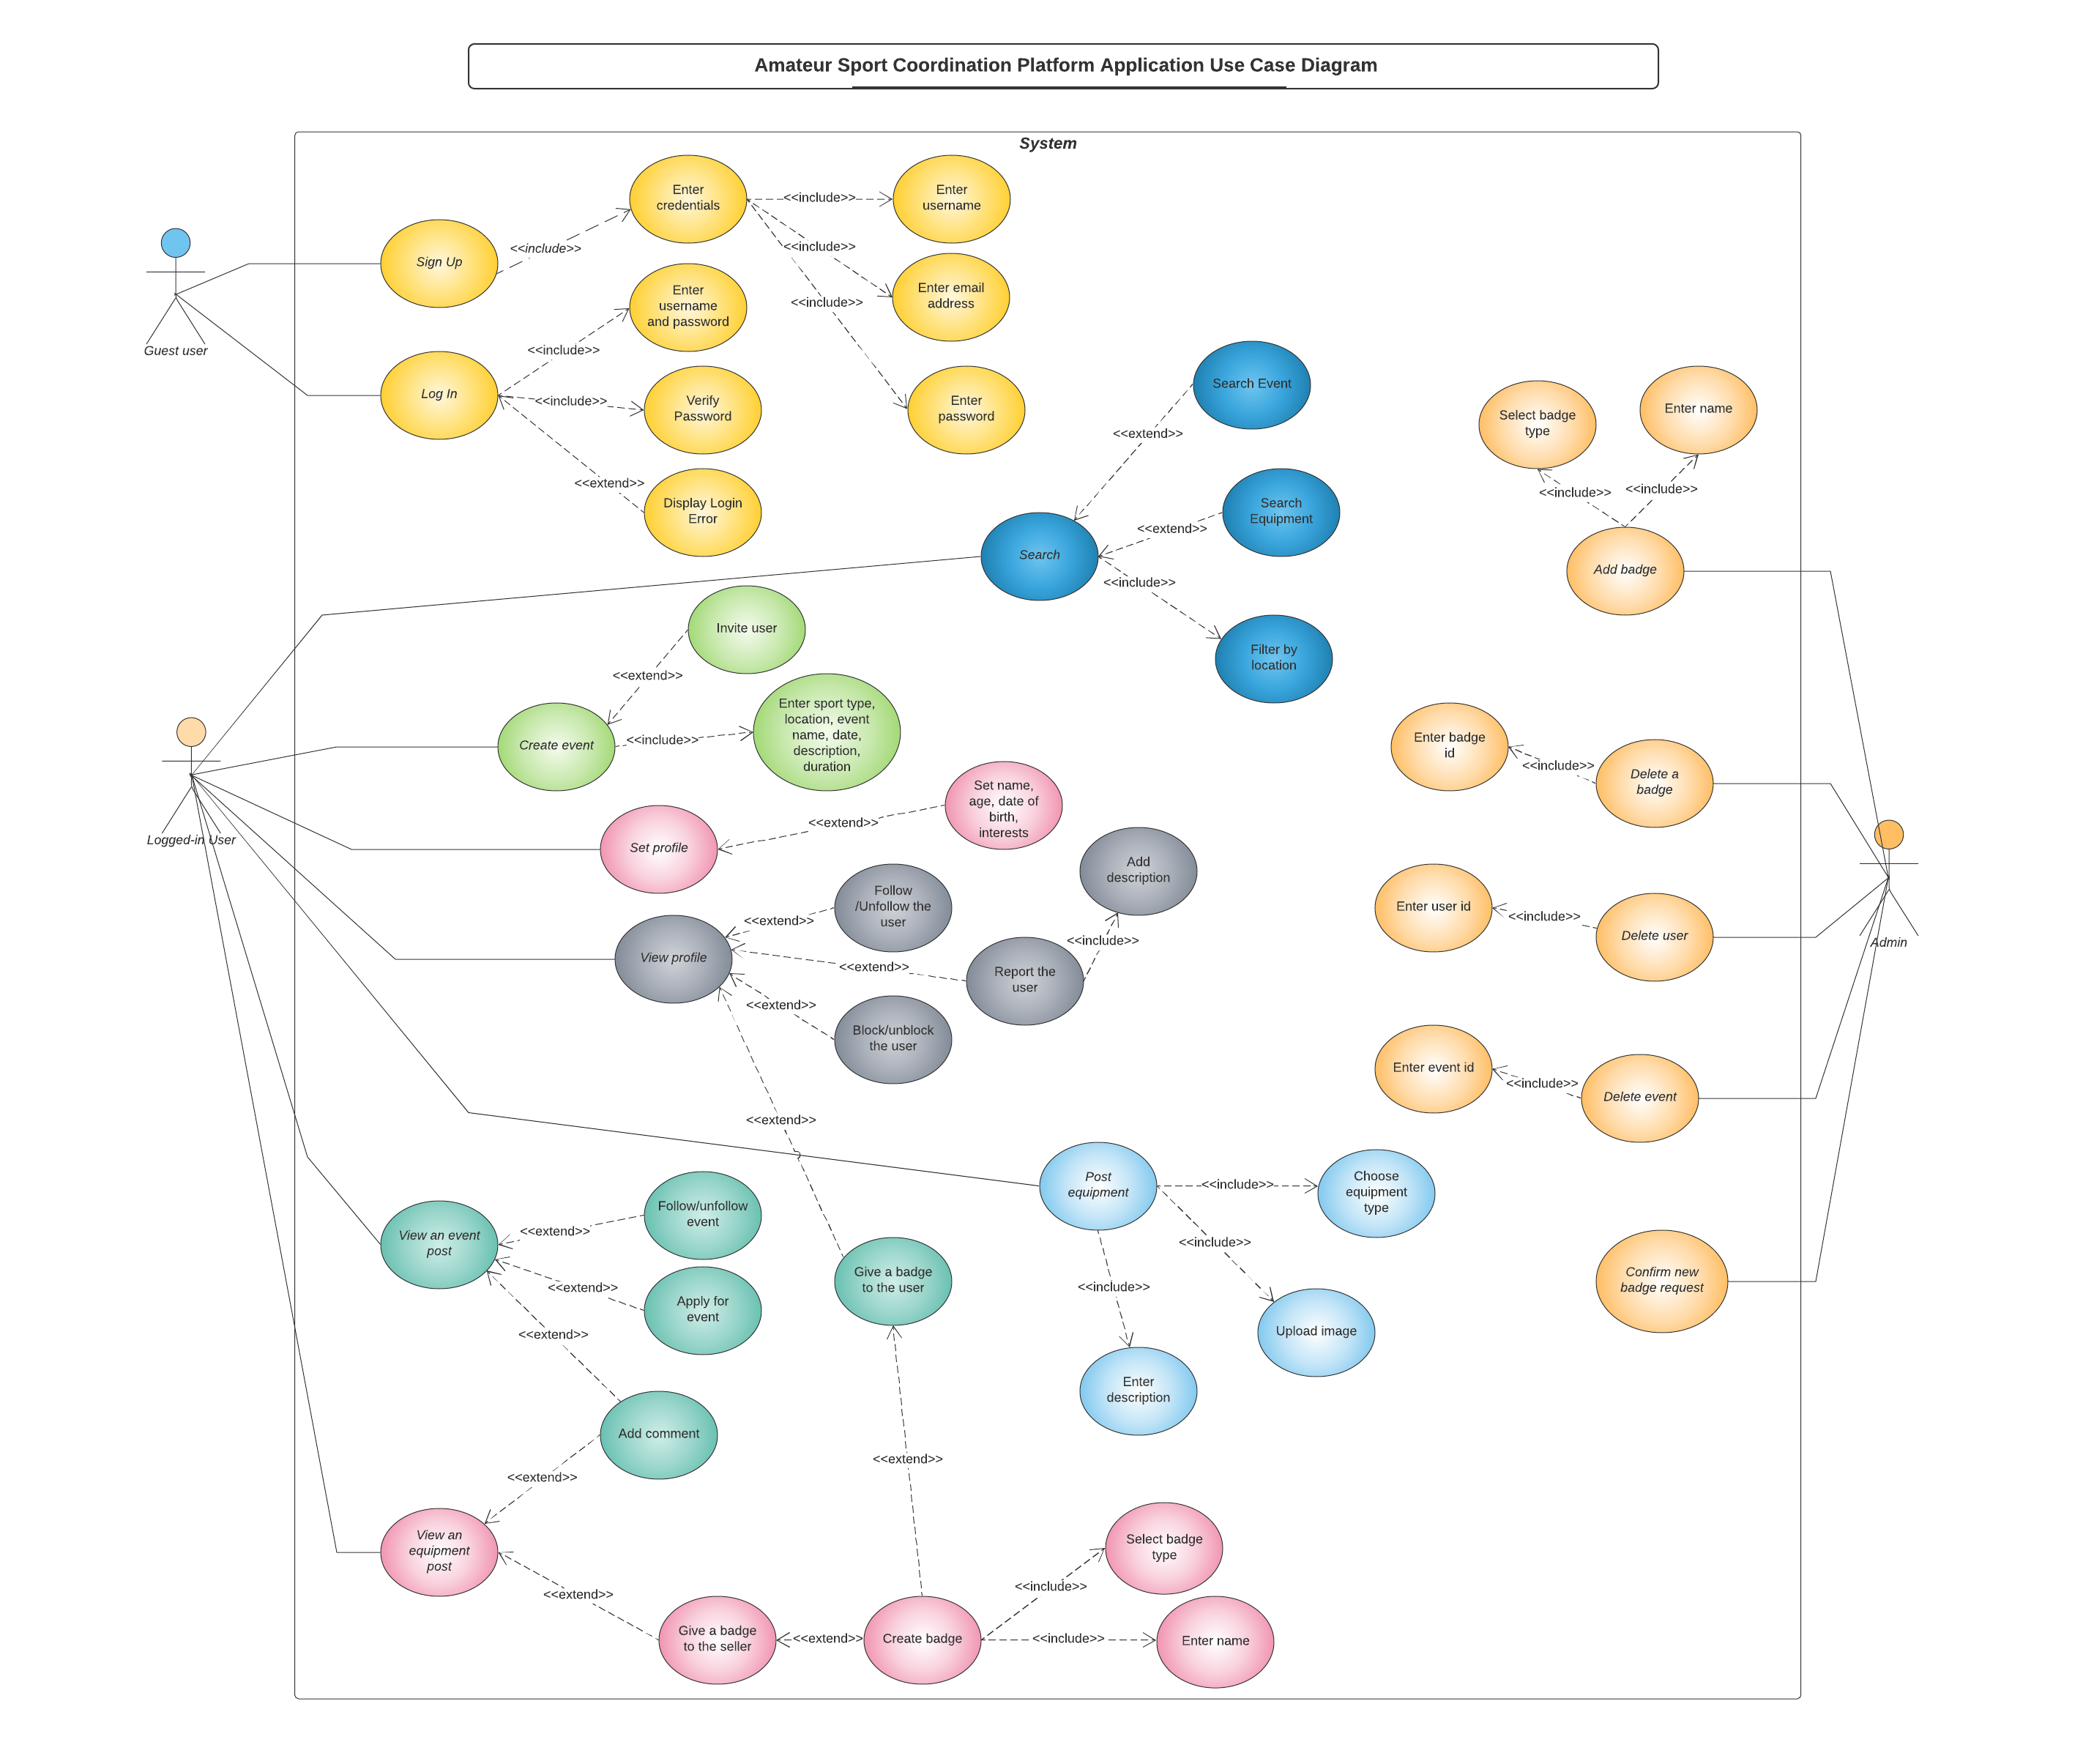 Amateur Sport Coordination Platform Application Use Case Diagram
System
Enter
credentials
<<include>>
Enter
username
Sign Up
<<include>>
<<include>>
Enter email
address
<<include>>
Guest user
Enter
username
and password
<<include>>
Log In
<<include>>
Verify
Password
Enter
password
<<extend>>
Display Login
Error
Search Event
<<extend>>
Search
Equipment
<<extend>>
Search
<<include>>
Filter by
location
Select badge
type
Enter name
<<include>>
<<include>>
Add badge
Invite user
<<extend>>
Create event
<<include>>
Enter sport type,
location, event
name, date,
description,
duration
Logged-in User
Set profile
<<extend>>
Set name,
age, date of
birth,
interests
Enter badge
id
<<include>>
Delete a
badge
Add
description
Follow
/Unfollow the
user
<<extend>>
View profile
<<extend>>
Report the
user
<<include>>
<<extend>>
Block/unblock
the user
Enter user id
<<include>>
Delete user
Admin
Enter event id
<<include>>
Delete event
<<extend>>
Post
equipment
<<include>>
Choose
equipment
type
<<include>>
<<include>>
Upload image
Enter
description
View an event
post
<<extend>>
Follow/unfollow
event
<<extend>>
Apply for
event
Give a badge
to the user
Confirm new
badge request
<<extend>>
Add comment
<<extend>>
<<extend>>
View an
equipment
post
<<extend>>
Give a badge
to the seller
<<extend>>
Create badge
<<include>>
Select badge
type
<<include>>
Enter name